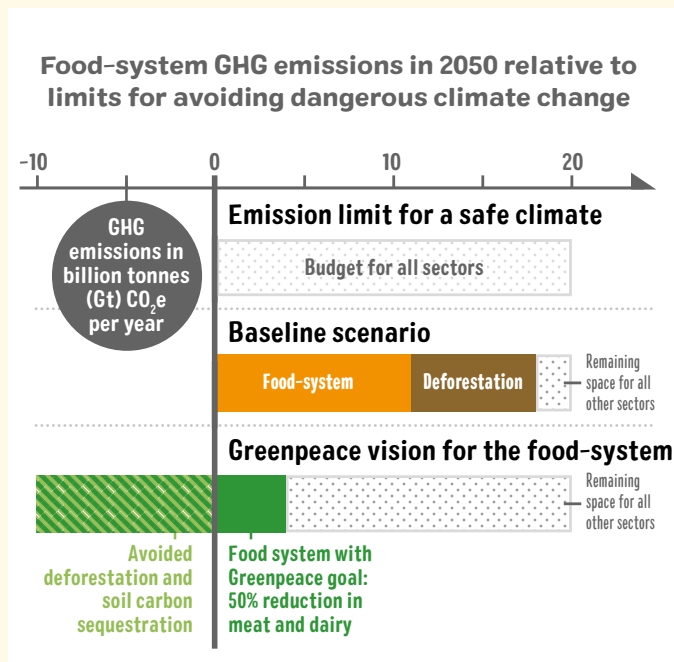 Food-system GHG emissions in 2050 relative to
limits for avoiding dangerous climate change
-10 0 10 20
GHG
emissions in
billion tonnes
(Gt) CO₂e
per year
Emission limit for a safe climate
Budget for all sectors
Baseline scenario
Food-system
Deforestation
Remaining
space for all
other sectors
Greenpeace vision for the food-system
Remaining
space for all
other sectors
Avoided
deforestation and
soil carbon
sequestration
Food system with
Greenpeace goal:
50% reduction in
meat and dairy